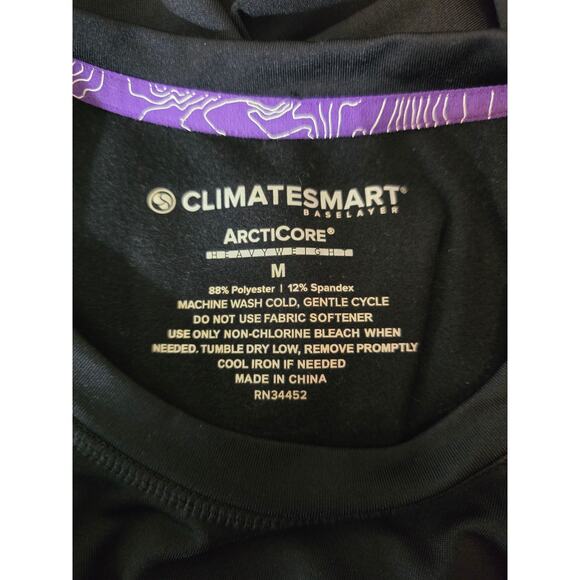 CLIMATESMART®
BASELAYER
ARCTICORE®
HEAVYWEIGHT
M
88% Polyester | 12% Spandex
MACHINE WASH COLD, GENTLE CYCLE
DO NOT USE FABRIC SOFTENER
USE ONLY NON-CHLORINE BLEACH WHEN
NEEDED. TUMBLE DRY LOW, REMOVE PROMPTLY
COOL IRON IF NEEDED
MADE IN CHINA
RN34452